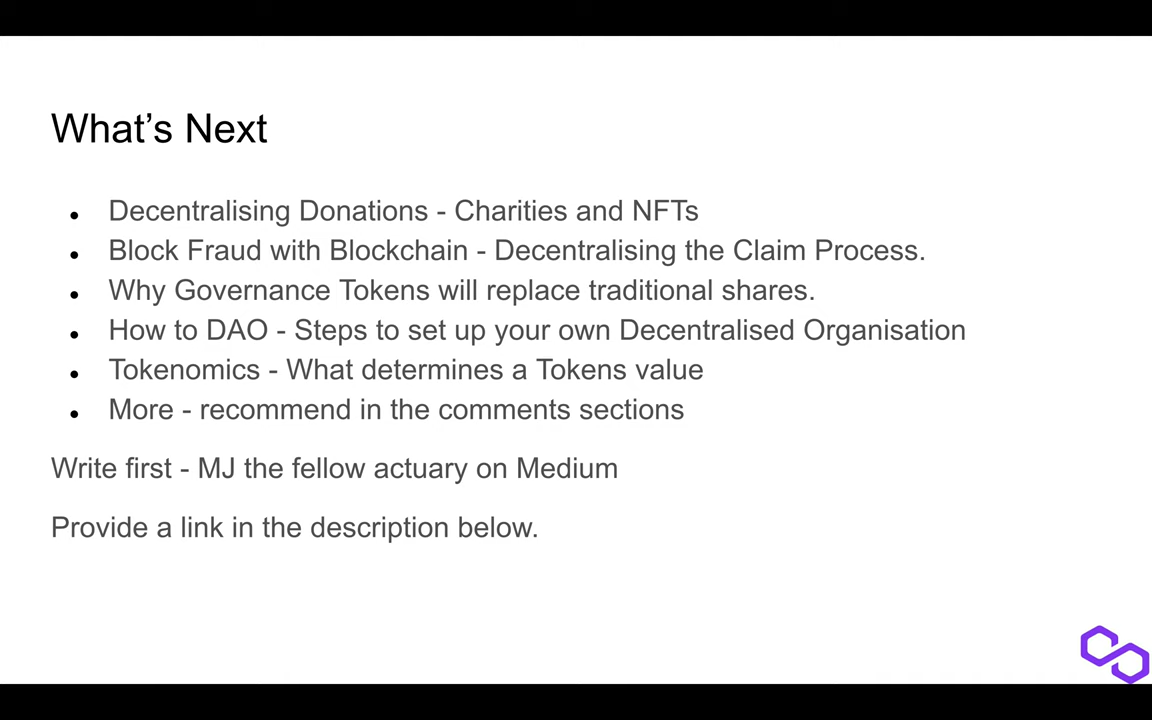 What’s Next
Decentralising Donations - Charities and NFTs
Block Fraud with Blockchain - Decentralising the Claim Process.
Why Governance Tokens will replace traditional shares.
How to DAO - Steps to set up your own Decentralised Organisation
Tokenomics - What determines a Tokens value
More - recommend in the comments sections
Write first - MJ the fellow actuary on Medium
Provide a link in the description below.